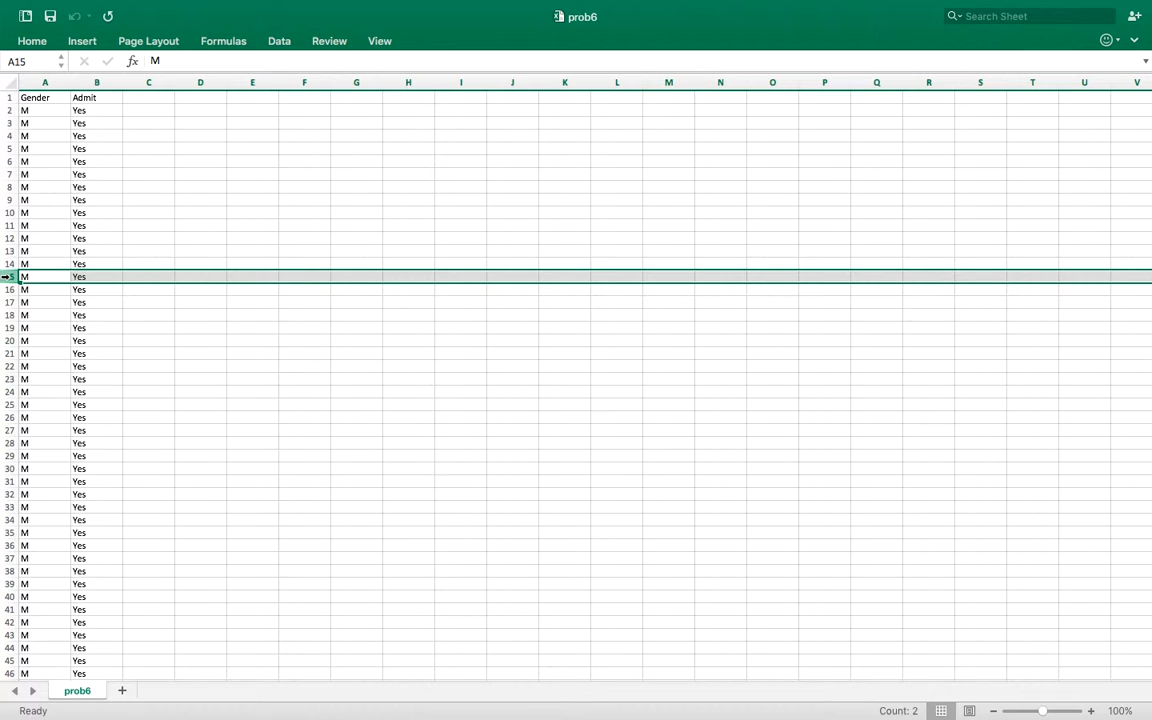 prob6
Search Sheet
Home Insert Page Layout Formulas Data Review View
A15 fx M
A B C D E F G H I J K L M N O P Q R S T U V
1 Gender Admit
2 M Yes
3 M Yes
4 M Yes
5 M Yes
6 M Yes
7 M Yes
8 M Yes
9 M Yes
10 M Yes
11 M Yes
12 M Yes
13 M Yes
14 M Yes
5 M Yes
16 M Yes
17 M Yes
18 M Yes
19 M Yes
20 M Yes
21 M Yes
22 M Yes
23 M Yes
24 M Yes
25 M Yes
26 M Yes
27 M Yes
28 M Yes
29 M Yes
30 M Yes
31 M Yes
32 M Yes
33 M Yes
34 M Yes
35 M Yes
36 M Yes
37 M Yes
38 M Yes
39 M Yes
40 M Yes
41 M Yes
42 M Yes
43 M Yes
44 M Yes
45 M Yes
46 M Yes
prob6 +
Ready Count: 2 100%